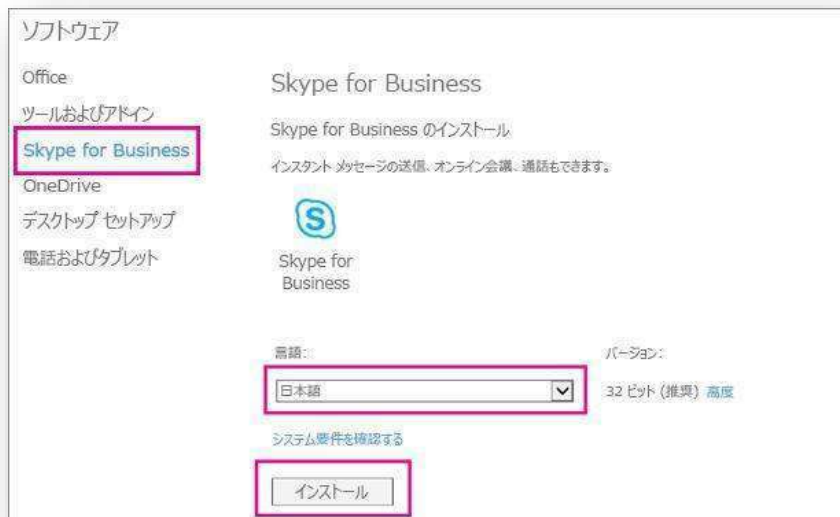 ソフトウェア
Office
ツールおよびアドイン
Skype for Business
OneDrive
デスクトップ セットアップ
電話およびタブレット
Skype for Business
Skype for Business のインストール
インスタント メッセージの送信、オンライン会議、通話もできます。
Skype for
Business
言語:
日本語
バージョン:
32 ビット (推奨) 高度
システム要件を確認する
インストール